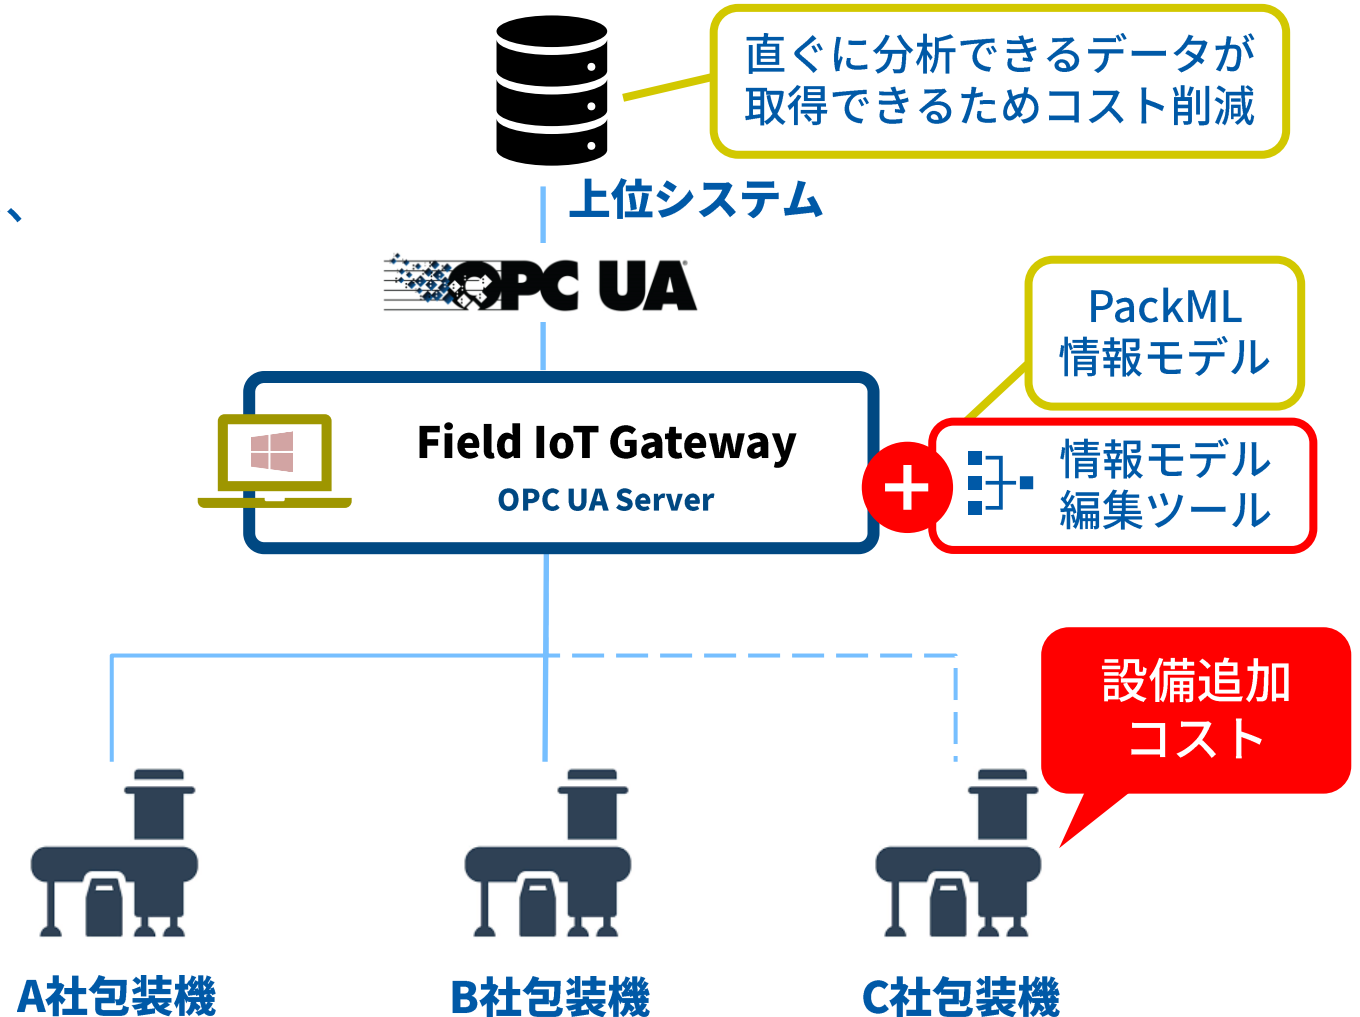 直ぐに分析できるデータが
取得できるためコスト削減
上位システム
、
OPC UA
PackML
情報モデル
Field IoT Gateway
OPC UA Server
情報モデル
編集ツール
設備追加
コスト
A社包装機
B社包装機
C社包装機